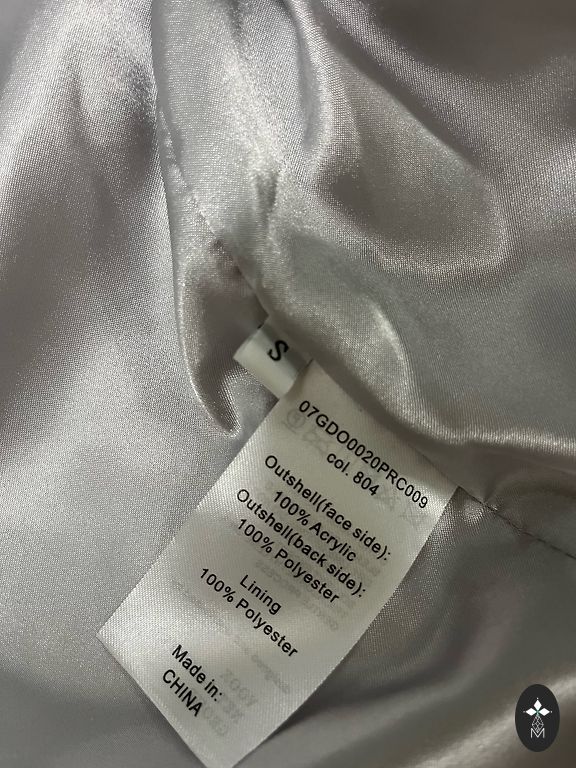 S
07GDO0020PRC009
col. 804
Outshell(face side):
100% Acrylic
Outshell(back side):
100% Polyester
Lining
100% Polyester
Made in:
CHINA